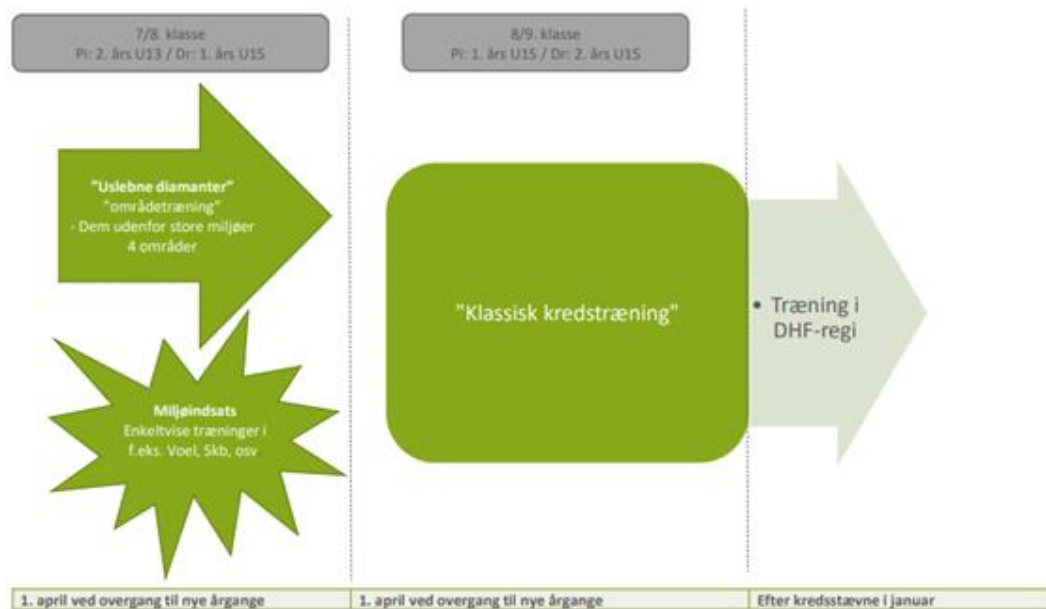 7/8. klasse
Pi: 2. års U13 / Dr: 1. års U15
8/9. klasse
Pi: 1. års U15 / Dr: 2. års U15
"Uslebne diamanter"
"områdetræning"
- Dem udenfor store miljøer
4 områder
Miljøindsats
Enkeltvise træninger i
f.eks. Voel, Skb, osv
"Klassisk kredstræning"
• Træning i
DHF-regi
1. april ved overgang til nye årgange
1. april ved overgang til nye årgange
Efter kredsstævne i januar